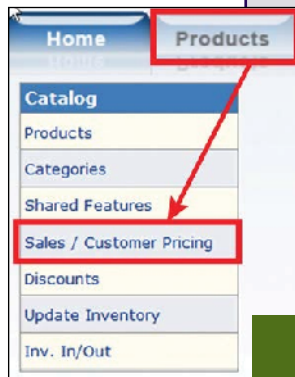 Home Products
Catalog
Products
Categories
Shared Features
Sales / Customer Pricing
Discounts
Update Inventory
Inv. In/Out